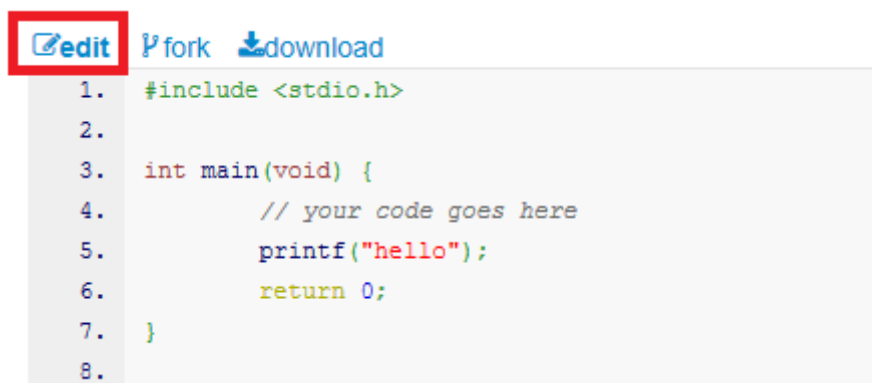 edit fork download
1. #include <stdio.h>
2.
3. int main(void) {
4. // your code goes here
5. printf("hello");
6. return 0;
7. }
8.